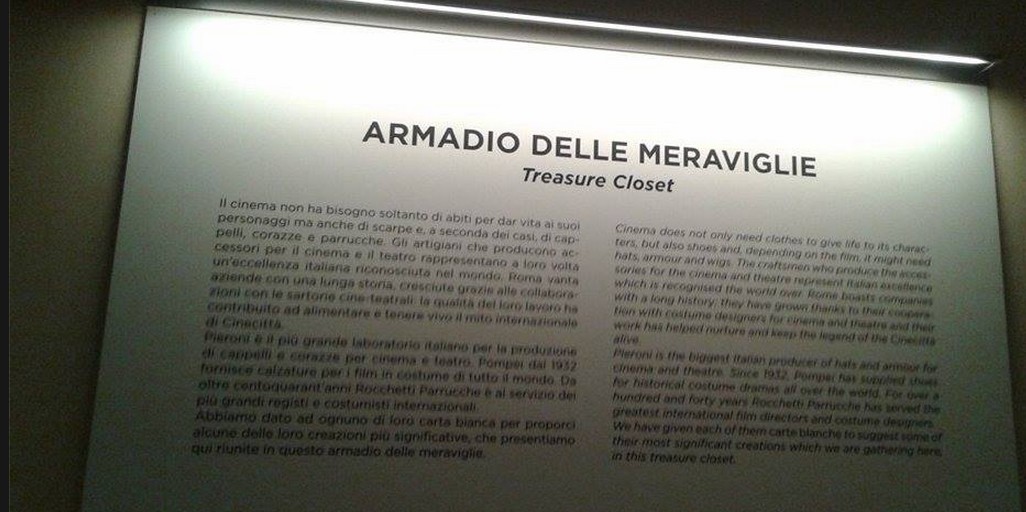 ARMADIO DELLE MERAVIGLIE
Treasure Closet
Il cinema non ha bisogno soltanto di abiti per dar vita ai suoi
personaggi ma anche di scarpe e, a seconda dei casi, di cap-
pelli, corazze e parrucche. Gli artigiani che producono ac-
cessori per il cinema e il teatro rappresentano a loro volta
un'eccellenza italiana riconosciuta nel mondo. Roma vanta
aziende con una lunga storia, cresciute grazie alle collabora-
zioni con le sartorie cine-teatrali: la qualità del loro lavoro ha
contribuito ad alimentare e tenere vivo il mito internazionale
di Cinecittà.
Pieroni è il più grande laboratorio italiano per la produzione
di cappelli e corazze per cinema e teatro. Pompei dal 1932
fornisce calzature per i film in costume di tutto il mondo. Da
oltre centoquarant'anni Rocchetti Parrucche è al servizio dei
più grandi registi e costumisti internazionali.
Abbiamo dato ad ognuno di loro carta bianca per proporci
alcune delle loro creazioni più significative, che presentiamo
qui riunite in questo armadio delle meraviglie.
Cinema does not only need clothes to give life to its charac-
ters, but also shoes and, depending on the film, it might need
hats, armour and wigs. The craftsmen who produce the acces-
sories for the cinema and theatre represent Italian excellence
which is recognised the world over. Rome boasts companies
with a long history; they have grown thanks to their coopera-
tion with costume designers for cinema and theatre and their
work has helped nurture and keep the legend of the Cinecittà
alive.
Pieroni is the biggest Italian producer of hats and armour for
cinema and theatre. Since 1932, Pompei has supplied shoes
for historical costume dramas all over the world. For over a
hundred and forty years Rocchetti Parrucche has served the
greatest international film directors and costume designers.
We have given each of them carte blanche to suggest some of
their most significant creations which we are gathering here,
in this treasure closet.